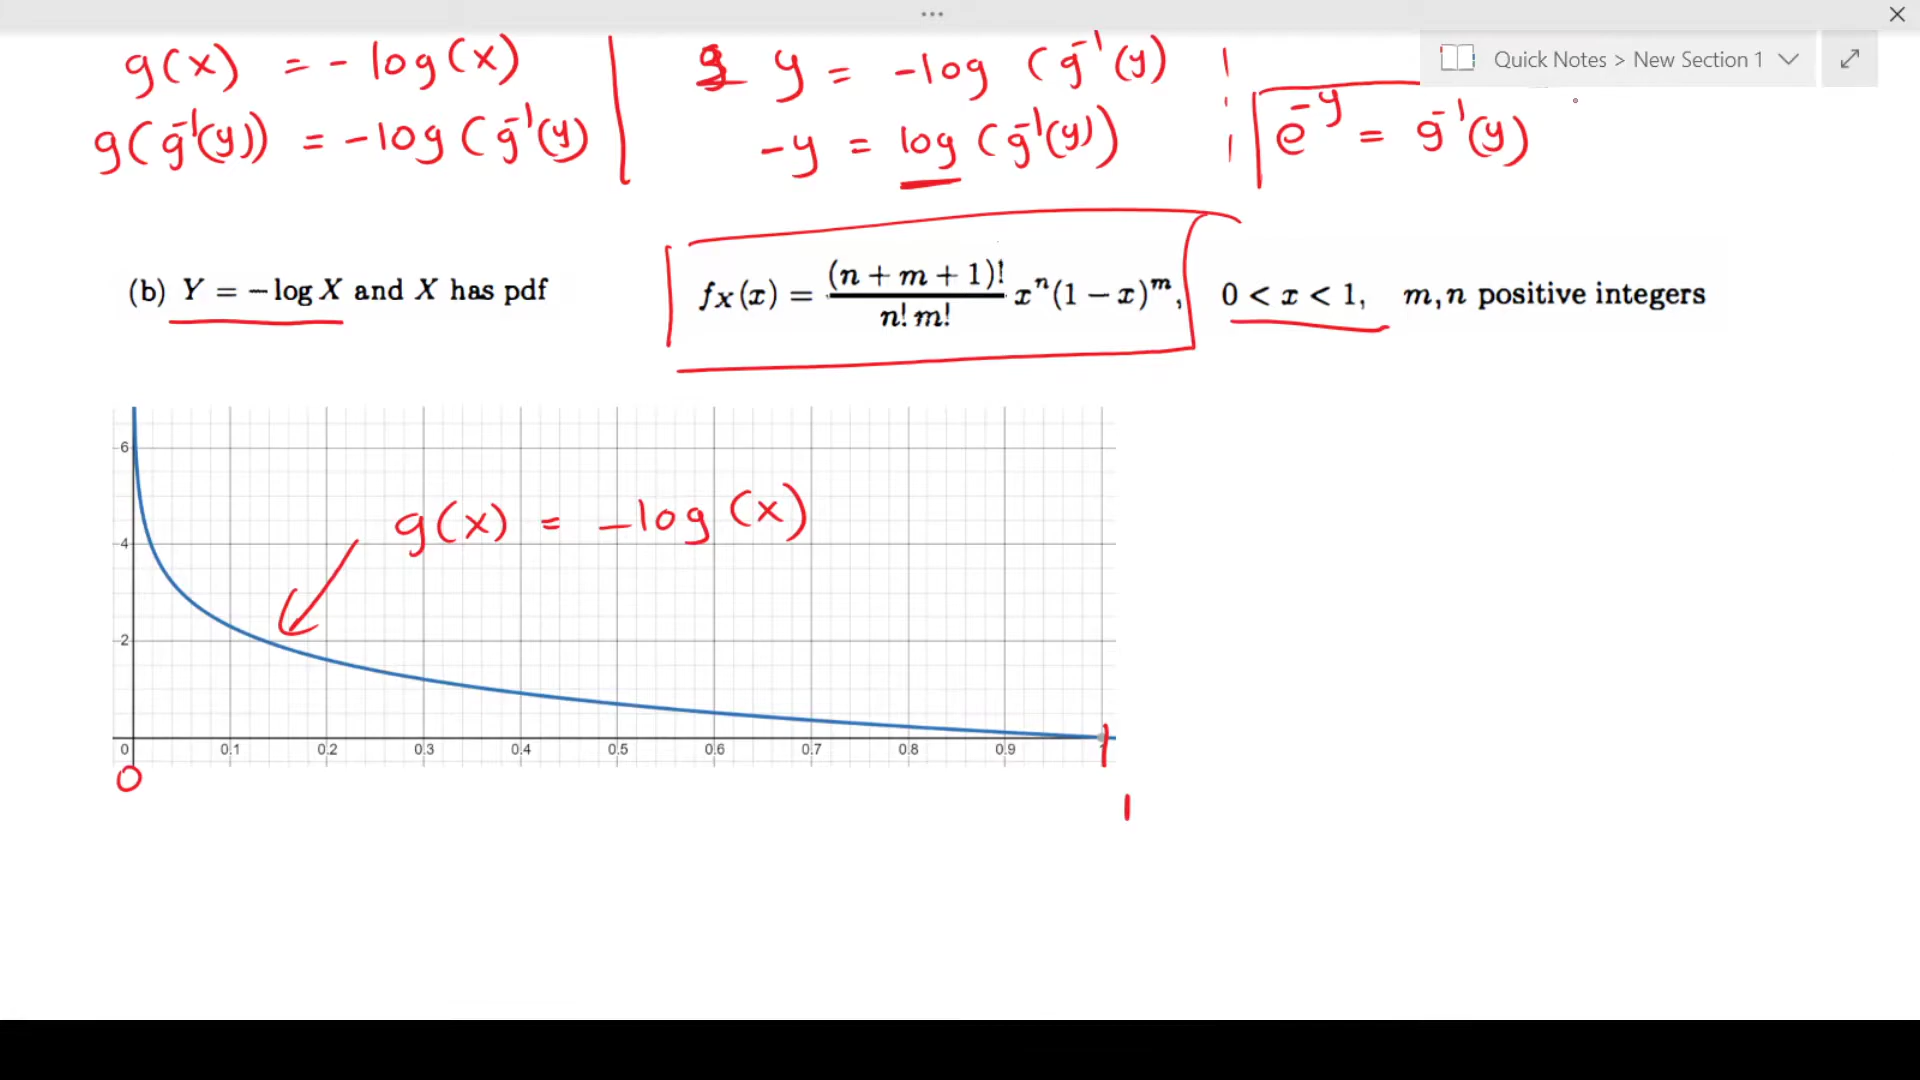 ...
Quick Notes > New Section 1
g(x) = - log(x)
g(g⁻¹(y)) = -log(g⁻¹(y)
y = -log(g⁻¹(y)
-y = log(g⁻¹(y))
e^-y = g⁻¹(y)
(b) Y = − log X and X has pdf fX(x) = (n + m + 1)! / n! m! xⁿ(1 − x)ᵐ, 0 < x < 1, m, n positive integers
6
4
2
g(x) = -log(x)
0 0.1 0.2 0.3 0.4 0.5 0.6 0.7 0.8 0.9
0
1